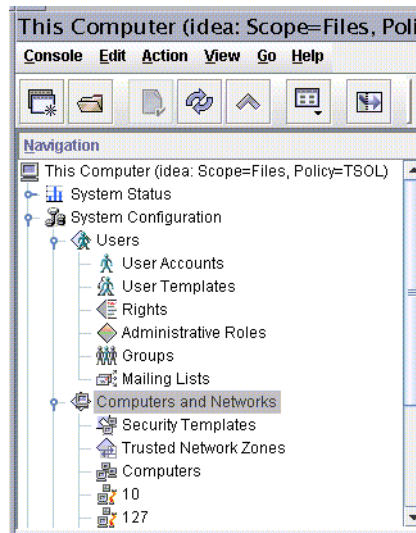 This Computer (idea: Scope=Files, Poli
Console Edit Action View Go Help
Navigation
This Computer (idea: Scope=Files, Policy=TSOL)
System Status
System Configuration
Users
User Accounts
User Templates
Rights
Administrative Roles
Groups
Mailing Lists
Computers and Networks
Security Templates
Trusted Network Zones
Computers
10
127